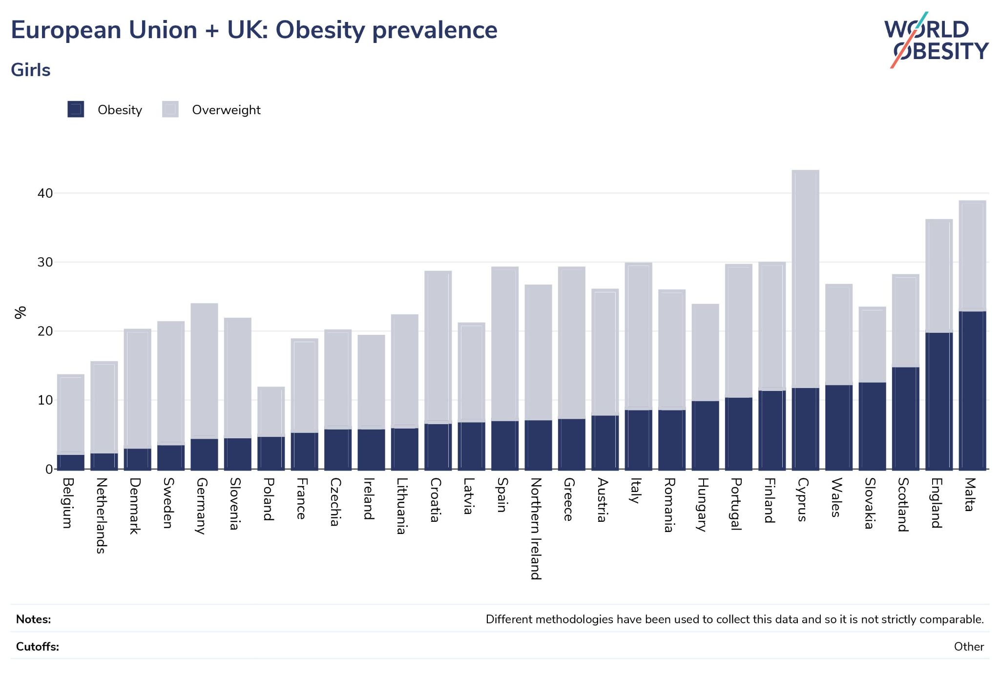 European Union + UK: Obesity prevalence
WORLD
OBESITY
Girls
Obesity
Overweight
40
30
20
10
0
%
Belgium
Netherlands
Denmark
Sweden
Germany
Slovenia
Poland
France
Czechia
Ireland
Lithuania
Croatia
Latvia
Spain
Northern Ireland
Greece
Austria
Italy
Romania
Hungary
Portugal
Finland
Cyprus
Wales
Slovakia
Scotland
England
Malta
Notes: Different methodologies have been used to collect this data and so it is not strictly comparable.
Cutoffs: Other